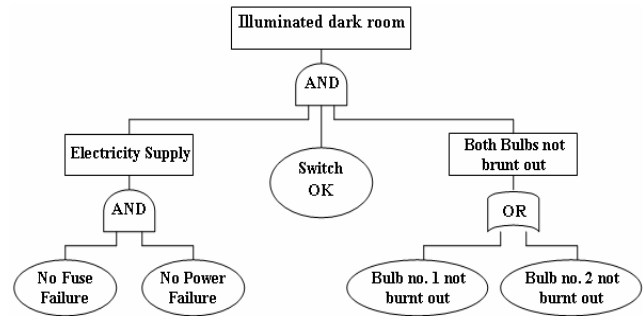 Illuminated dark room
AND
Electricity Supply
Switch
OK
Both Bulbs not
brunt out
AND
OR
No Fuse
Failure
No Power
Failure
Bulb no. 1 not
burnt out
Bulb no. 2 not
burnt out